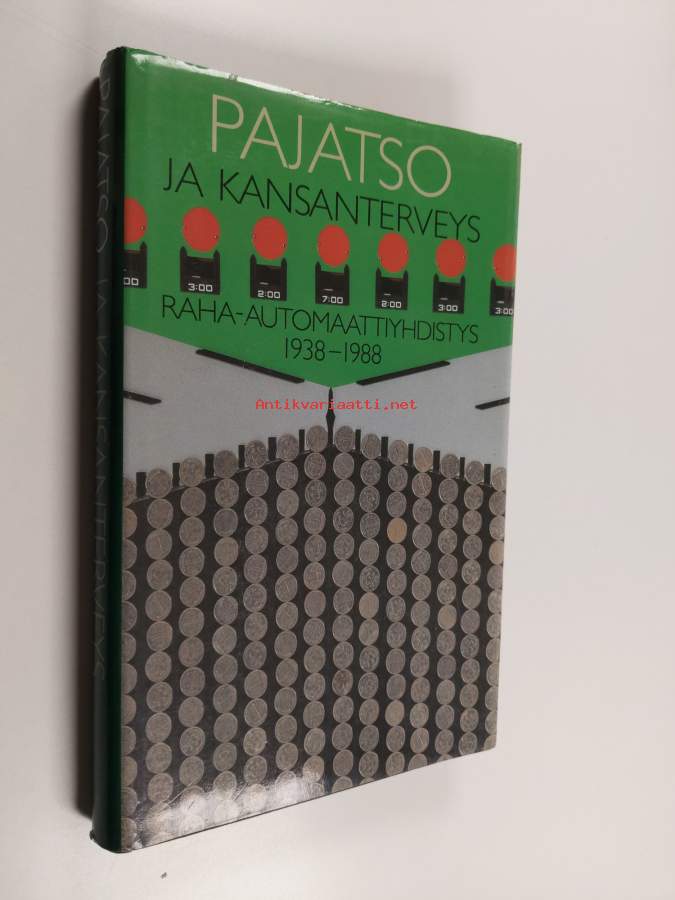 PAJATSO
JA KANSANTERVEYS
:00
3:00
2:00
7:00
2:00
3:00
3:0
RAHA-AUTOMAATTIYHDISTYS
1938–1988
Antikvariaatti.net
PAJATSO JA KANSANTERVEYS